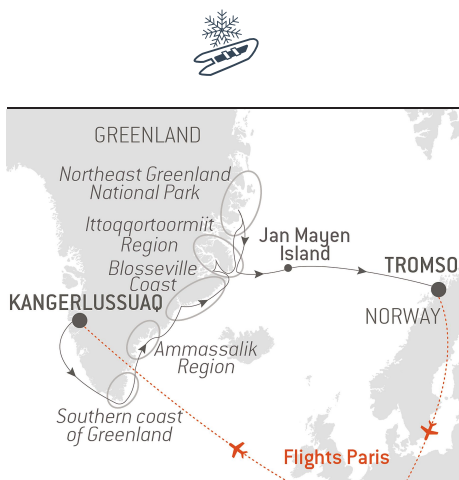 GREENLAND
Northeast Greenland
National Park
Ittoqqortoormiit
Region
Jan Mayen
Island
Blosseville
Coast
TROMSO
KANGERLUSSUAQ
NORWAY
Ammassalik
Region
Southern coast
of Greenland
Flights Paris